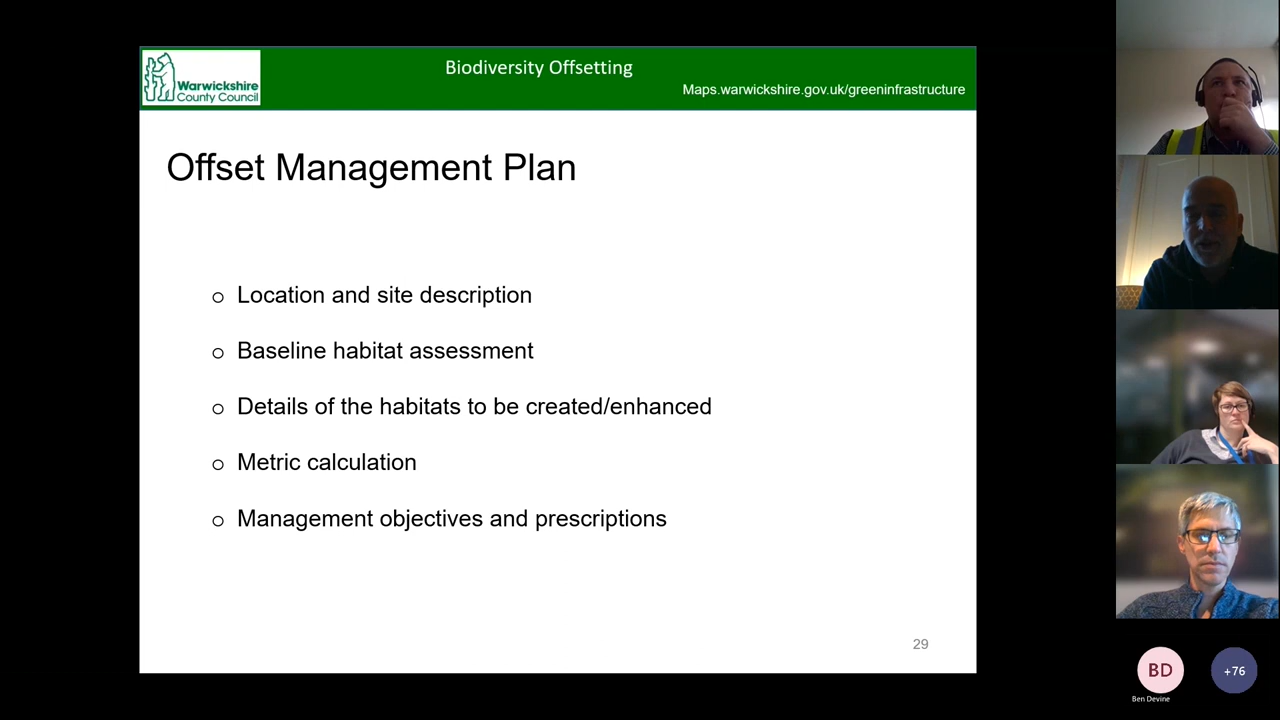 Warwickshire
County Council
Biodiversity Offsetting
Maps.warwickshire.gov.uk/greeninfrastructure
Offset Management Plan
o Location and site description
o Baseline habitat assessment
o Details of the habitats to be created/enhanced
o Metric calculation
o Management objectives and prescriptions
29
BD
+76
Ben Devine